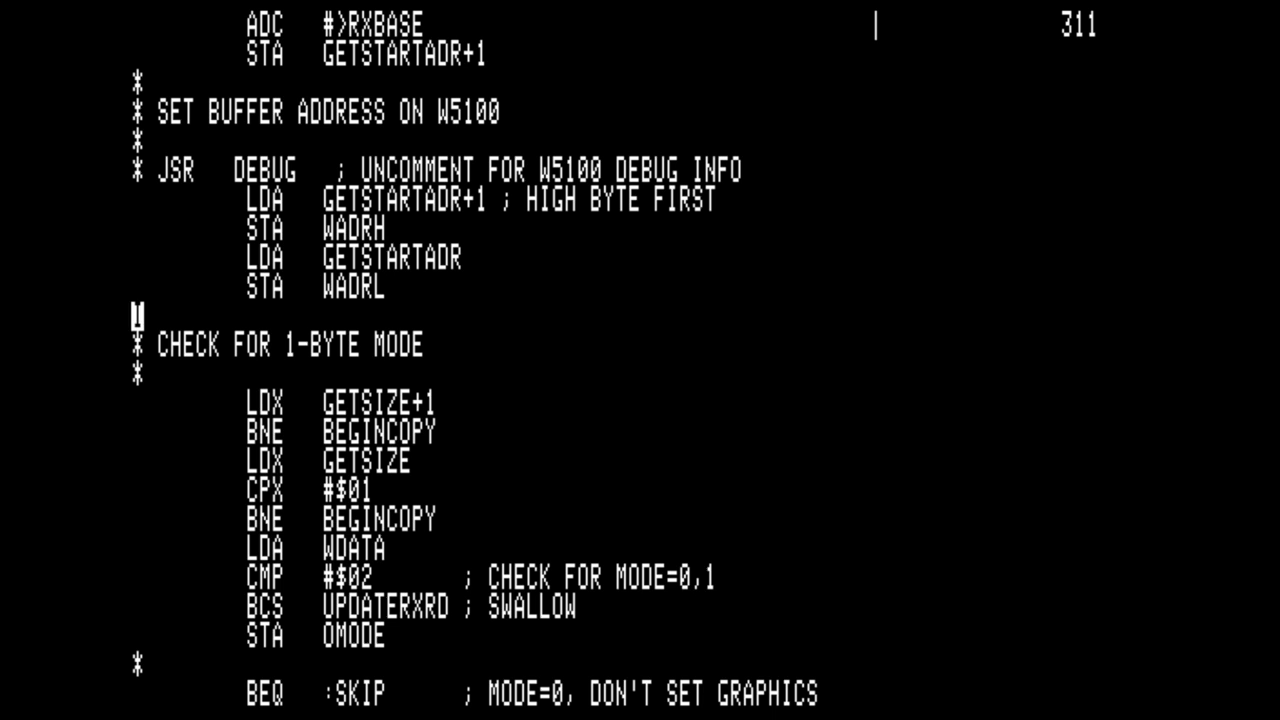 ADC #>RXBASE | 311
STA GETSTARTADR+1
*
* SET BUFFER ADDRESS ON W5100
*
* JSR DEBUG ; UNCOMMENT FOR W5100 DEBUG INFO
LDA GETSTARTADR+1 ; HIGH BYTE FIRST
STA WADRH
LDA GETSTARTADR
STA WADRL
I
* CHECK FOR 1-BYTE MODE
*
LDX GETSIZE+1
BNE BEGINCOPY
LDX GETSIZE
CPX #$01
BNE BEGINCOPY
LDA WDATA
CMP #$02 ; CHECK FOR MODE=0,1
BCS UPDATERXRD ; SWALLOW
STA OMODE
*
BEQ :SKIP ; MODE=0, DON'T SET GRAPHICS